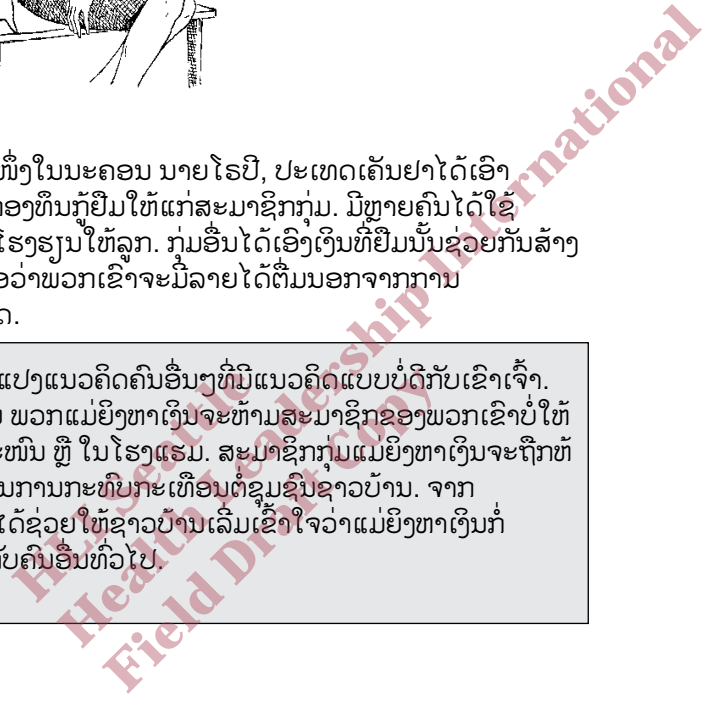 ໜຶ່ງໃນນະຄອນ ນາຍໂຣປີ, ປະເທດເຄັນຢາໄດ້ເອົາ
ກອງທຶນກູ້ຢືມໃຫ້ແກ່ສະມາຊິກກຸ່ມ. ມີຫຼາຍຄົນໄດ້ໃຊ້
ໂຮງຮຽນໃຫ້ລູກ. ກຸ່ມອື່ນໄດ້ເອົາເງິນທີ່ຢືມນັ້ນຊ່ວຍກັນສ້າງ
ວ່າພວກເຂົາຈະມີລາຍໄດ້ຕື່ມນອກຈາກການ
ແປງແນວຄິດຄົນອື່ນໆທີ່ມີແນວຄິດແບບບໍ່ດີກັບເຂົາເຈົ້າ.
ພວກແມ່ຍິງຫາເງິນຈະຫ້າມສະມາຊິກຂອງພວກເຂົາບໍ່ໃຫ້
ຫຼື ໃນໂຮງແຮມ. ສະມາຊິກກຸ່ມແມ່ຍິງຫາເງິນຈະຖືກຫ້
ການກະທົບກະເທືອນຕໍ່ຊຸມຊົນຊາວບ້ານ. ຈາກ
ໄດ້ຊ່ວຍໃຫ້ຊາວບ້ານເລີ່ມເຂົ້າໃຈວ່າແມ່ຍິງຫາເງິນກໍ່
ຄົນອື່ນທົ່ວໄປ.
HLI Seattle
Health Leadership International
Field Draft Copy